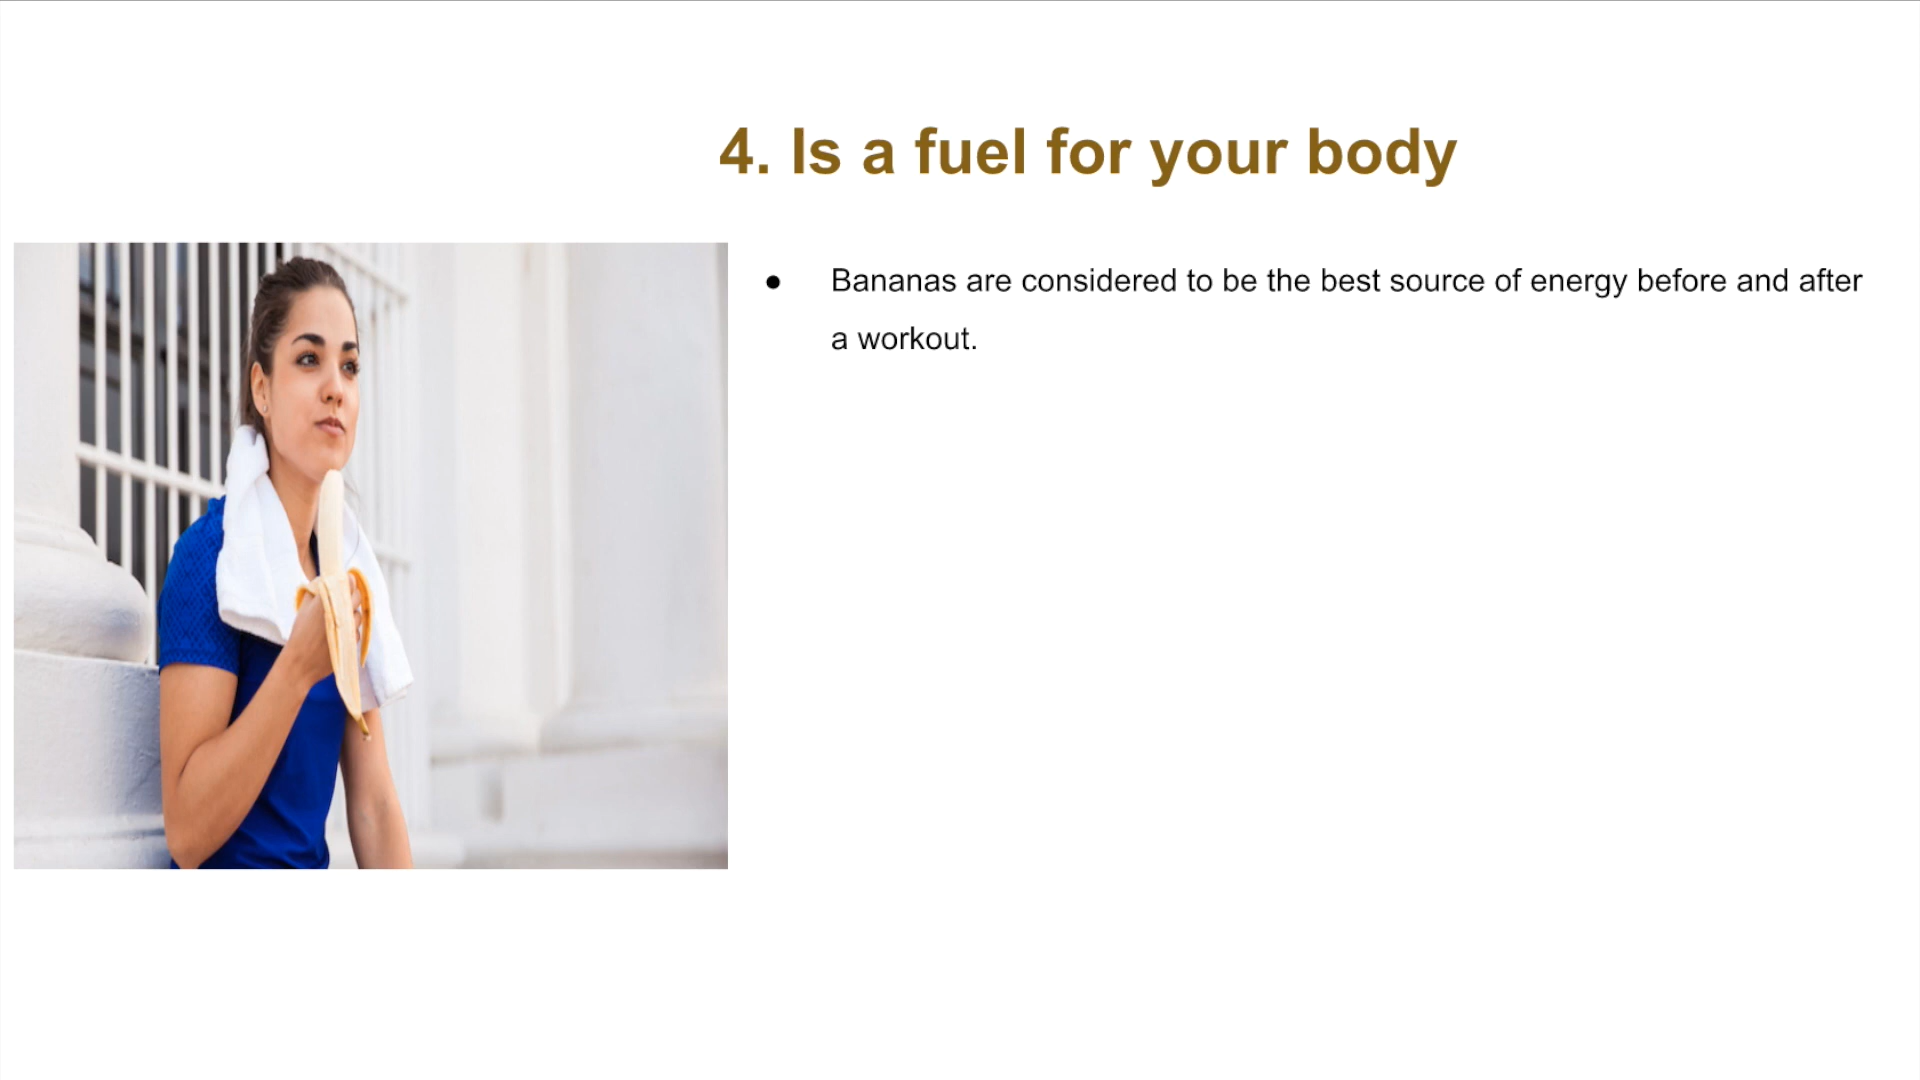 4. Is a fuel for your body
● Bananas are considered to be the best source of energy before and after
a workout.